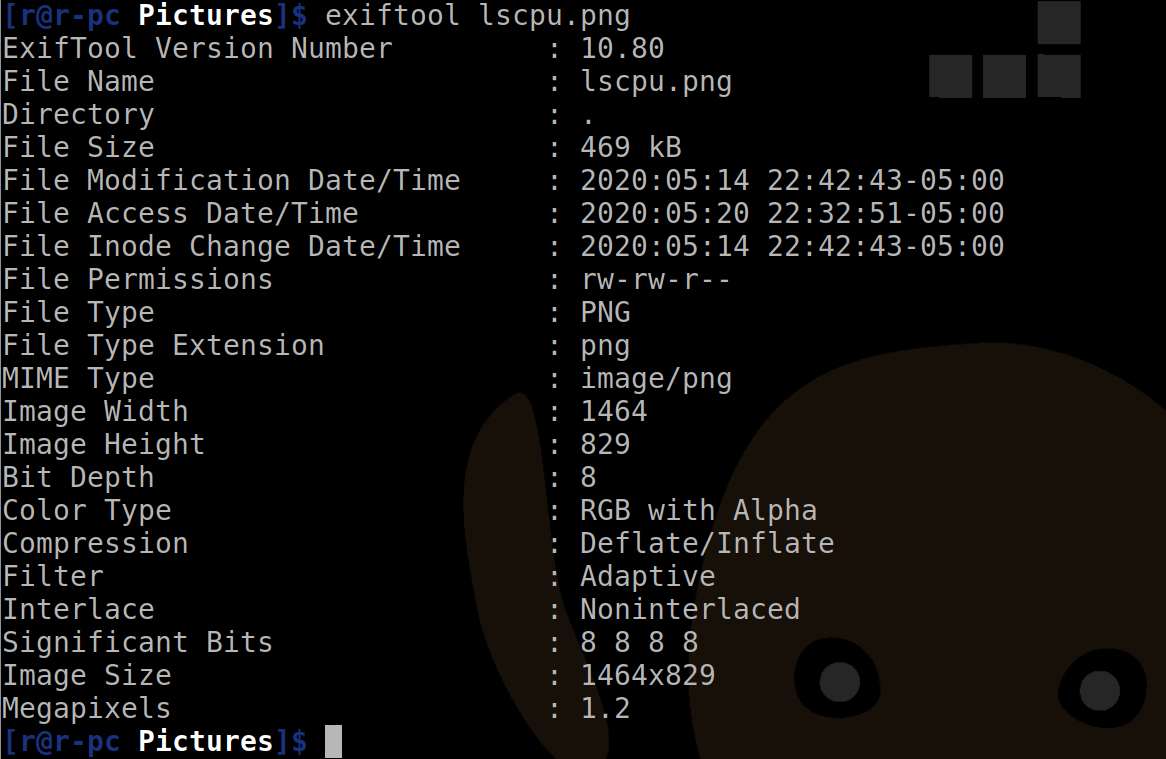 [r@r-pc Pictures]$ exiftool lscpu.png
ExifTool Version Number         : 10.80
File Name                       : lscpu.png
Directory                       : .
File Size                       : 469 kB
File Modification Date/Time     : 2020:05:14 22:42:43-05:00
File Access Date/Time           : 2020:05:20 22:32:51-05:00
File Inode Change Date/Time     : 2020:05:14 22:42:43-05:00
File Permissions                : rw-rw-r--
File Type                       : PNG
File Type Extension             : png
MIME Type                       : image/png
Image Width                     : 1464
Image Height                    : 829
Bit Depth                       : 8
Color Type                      : RGB with Alpha
Compression                     : Deflate/Inflate
Filter                          : Adaptive
Interlace                       : Noninterlaced
Significant Bits                : 8 8 8 8
Image Size                      : 1464x829
Megapixels                      : 1.2
[r@r-pc Pictures]$